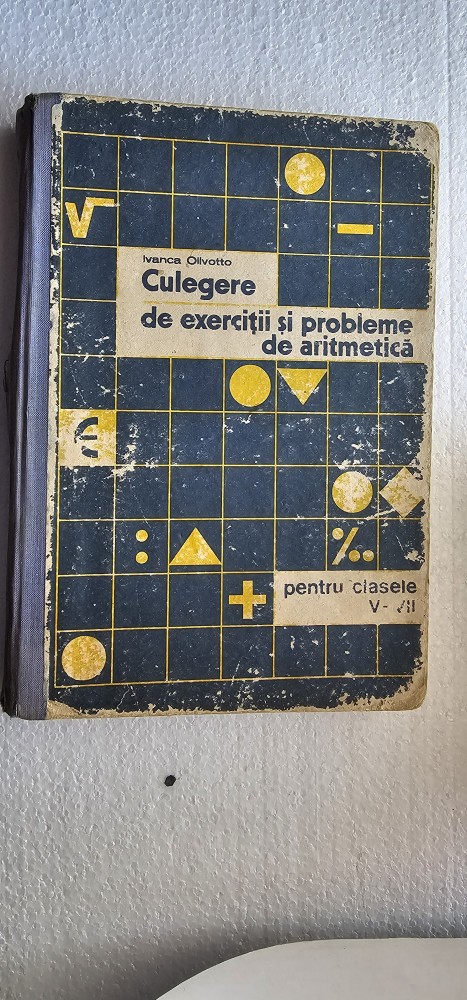 Ivanca Olivotto
Culegere
de exerciții și probleme
de aritmetică
√
−
∈
:
‰
+
pentru clasele
V-VII